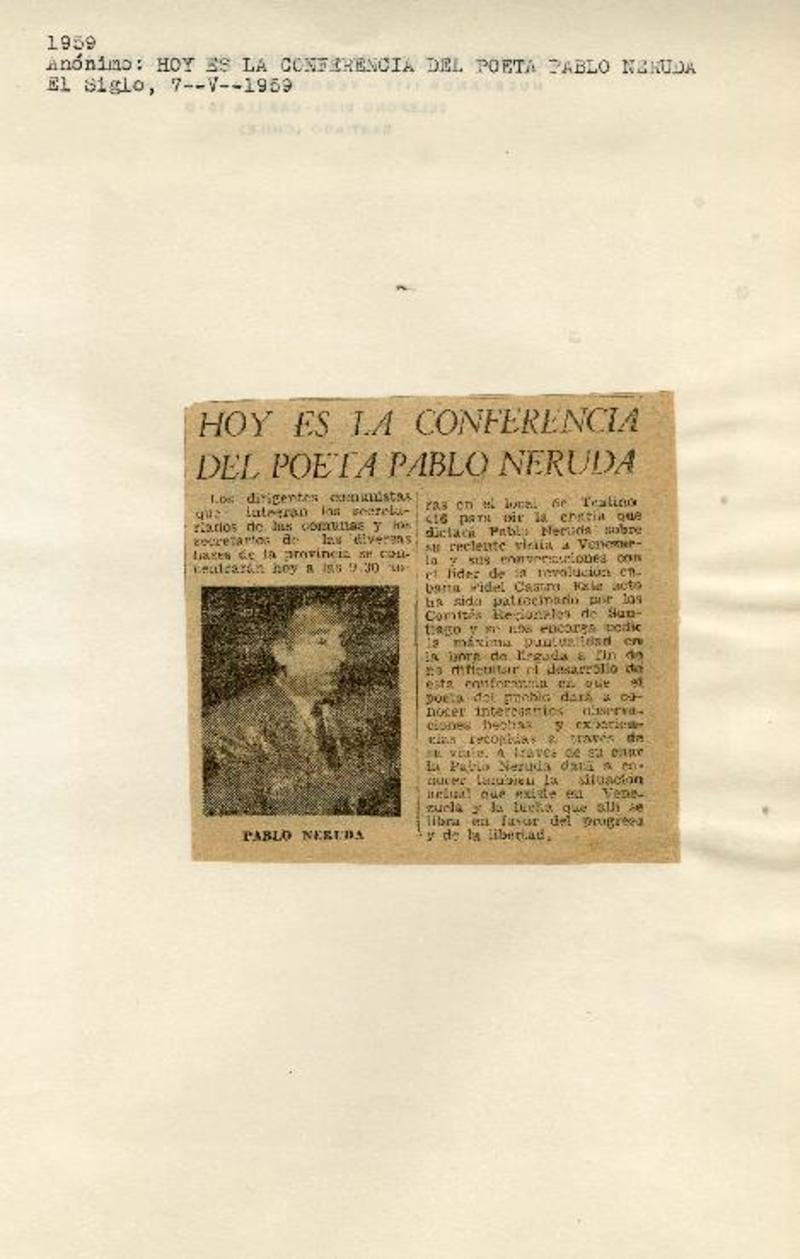 1959
Anónimo: HOY ES LA CONFERENCIA DEL POETA PABLO NERUDA
El Siglo, 7--V--1959
HOY ES LA CONFERENCIA
DEL POETA PABLO NERUDA
Los dirigentes comunistas
que integran los secreta-
riados de las comunas y los
secretarios de las diversas
bases de la provincia se con-
centrarán hoy a las 9.30 ho-
PABLO NERUDA
ras en el local de Teatinos
416 para oir la charla que
dictará Pablo Neruda sobre
su reciente visita a Venezue-
la y sus conversaciones con
el líder de la revolución cu-
bana Fidel Castro. Este acto
ha sido patrocinado por los
Comités Regionales de San-
tiago y se nos encarga pedir
la máxima puntualidad en
la hora de llegada a fin de
no dificultar el desarrollo de
esta conferencia en que el
poeta del pueblo dará a co-
nocer interesantes observa-
ciones hechas y experien-
cias recogidas a través de
su viaje. A través de su char
la Pablo Neruda dará a co-
nocer también la situación
actual que existe en Vene-
zuela y la lucha que allí se
libra en favor del progreso
y de la libertad.